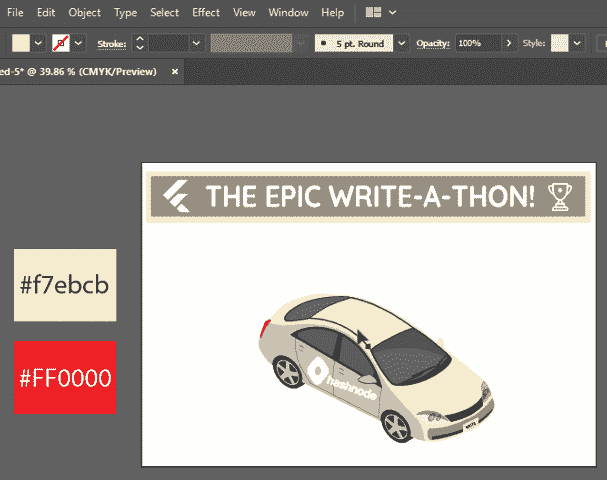 File Edit Object Type Select Effect View Window Help
Stroke: 5 pt. Round Opacity: 100% Style:
ed-5* @ 39.86 % (CMYK/Preview) ×
THE EPIC WRITE-A-THON!
#f7ebcb
#FF0000
hashnode